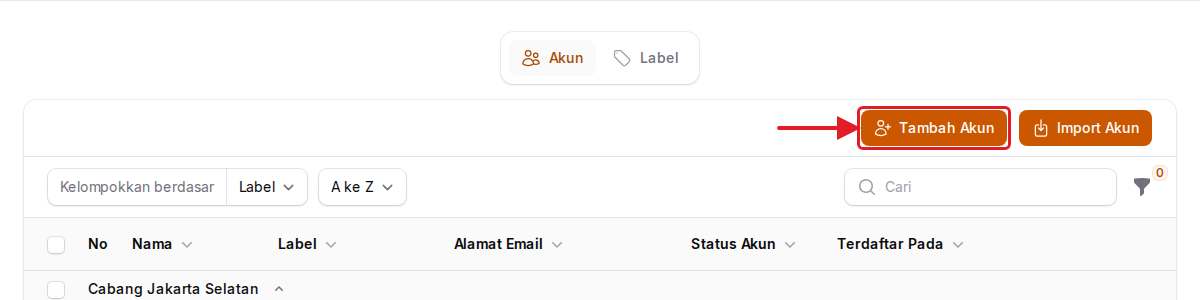 Akun Label
Tambah Akun Import Akun
Kelompokkan berdasar Label A ke Z Cari 0
No Nama Label Alamat Email Status Akun Terdaftar Pada
Cabang Jakarta Selatan